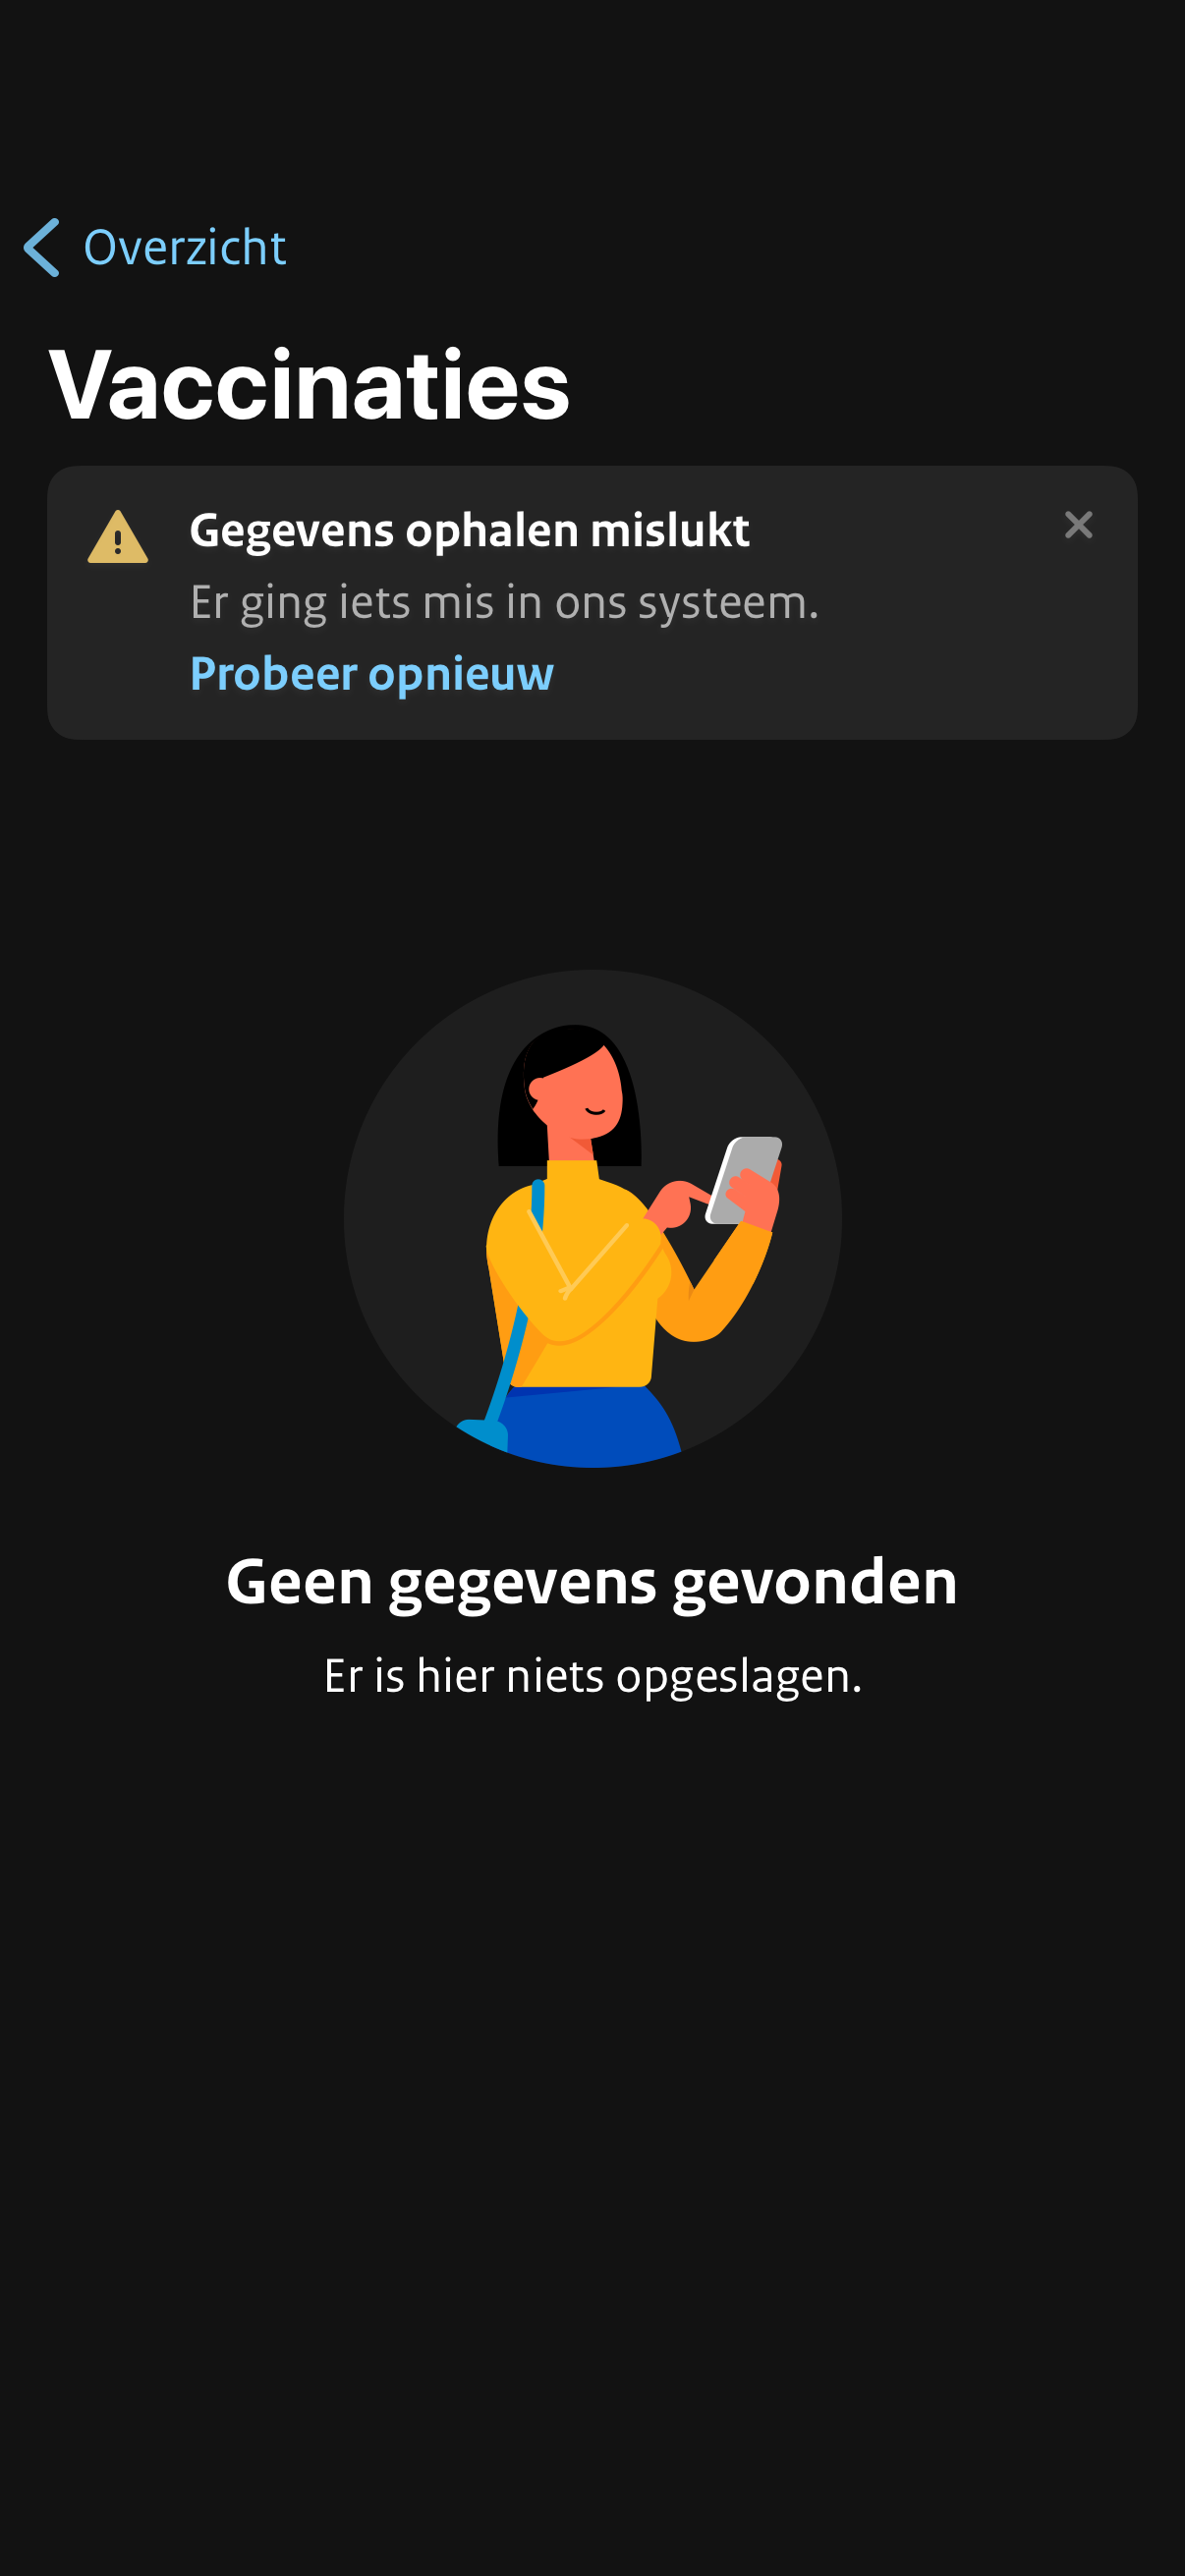 Overzicht
Vaccinaties
Gegevens ophalen mislukt
Er ging iets mis in ons systeem.
Probeer opnieuw
Geen gegevens gevonden
Er is hier niets opgeslagen.